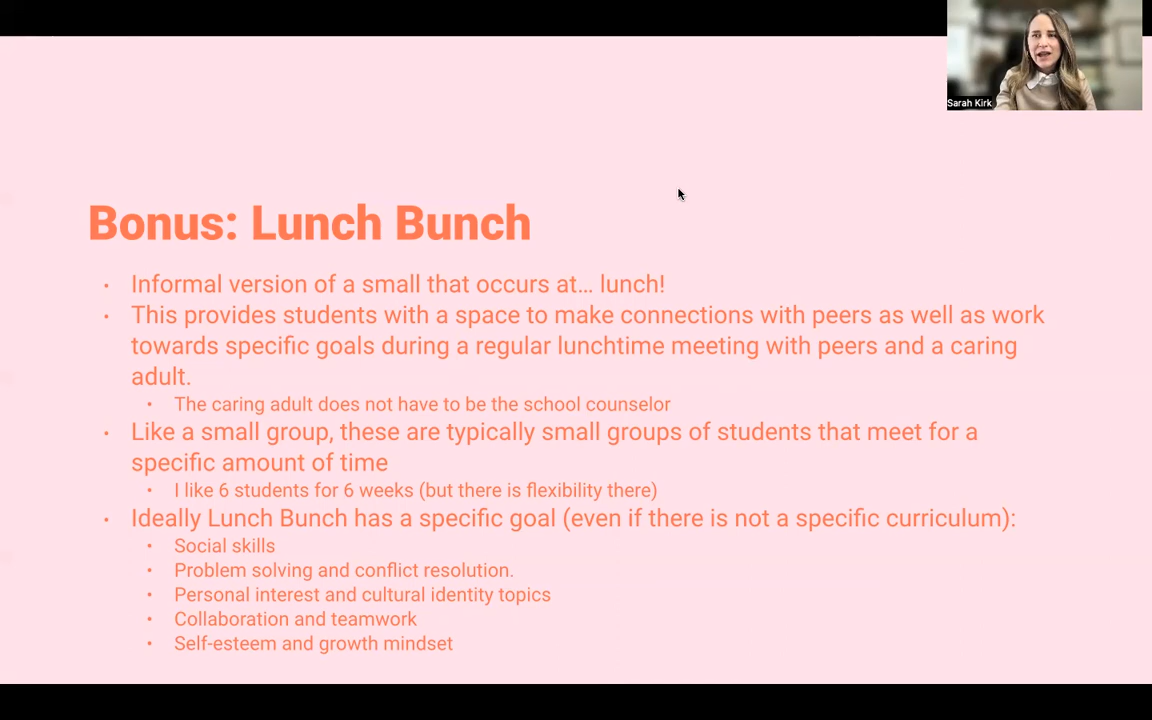 Sarah Kirk
Bonus: Lunch Bunch
• Informal version of a small that occurs at… lunch!
• This provides students with a space to make connections with peers as well as work
towards specific goals during a regular lunchtime meeting with peers and a caring
adult.
• The caring adult does not have to be the school counselor
• Like a small group, these are typically small groups of students that meet for a
specific amount of time
• I like 6 students for 6 weeks (but there is flexibility there)
• Ideally Lunch Bunch has a specific goal (even if there is not a specific curriculum):
• Social skills
• Problem solving and conflict resolution.
• Personal interest and cultural identity topics
• Collaboration and teamwork
• Self-esteem and growth mindset